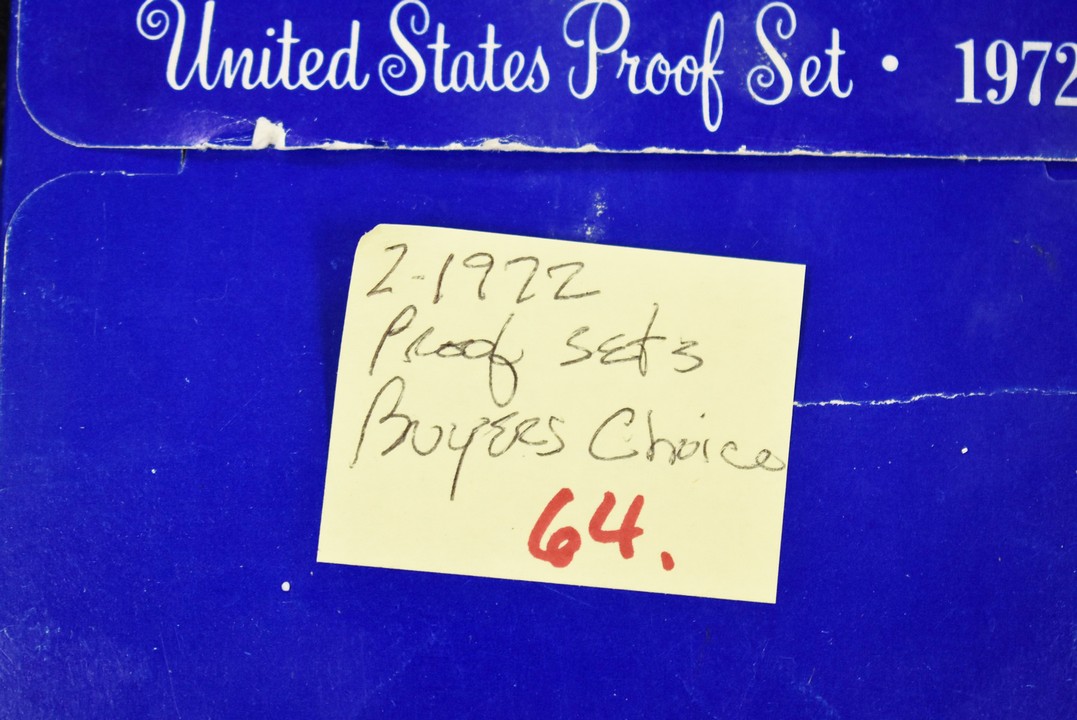 United States Proof Set • 1972
2-1972
Proof sets
Buyers Choice
64.